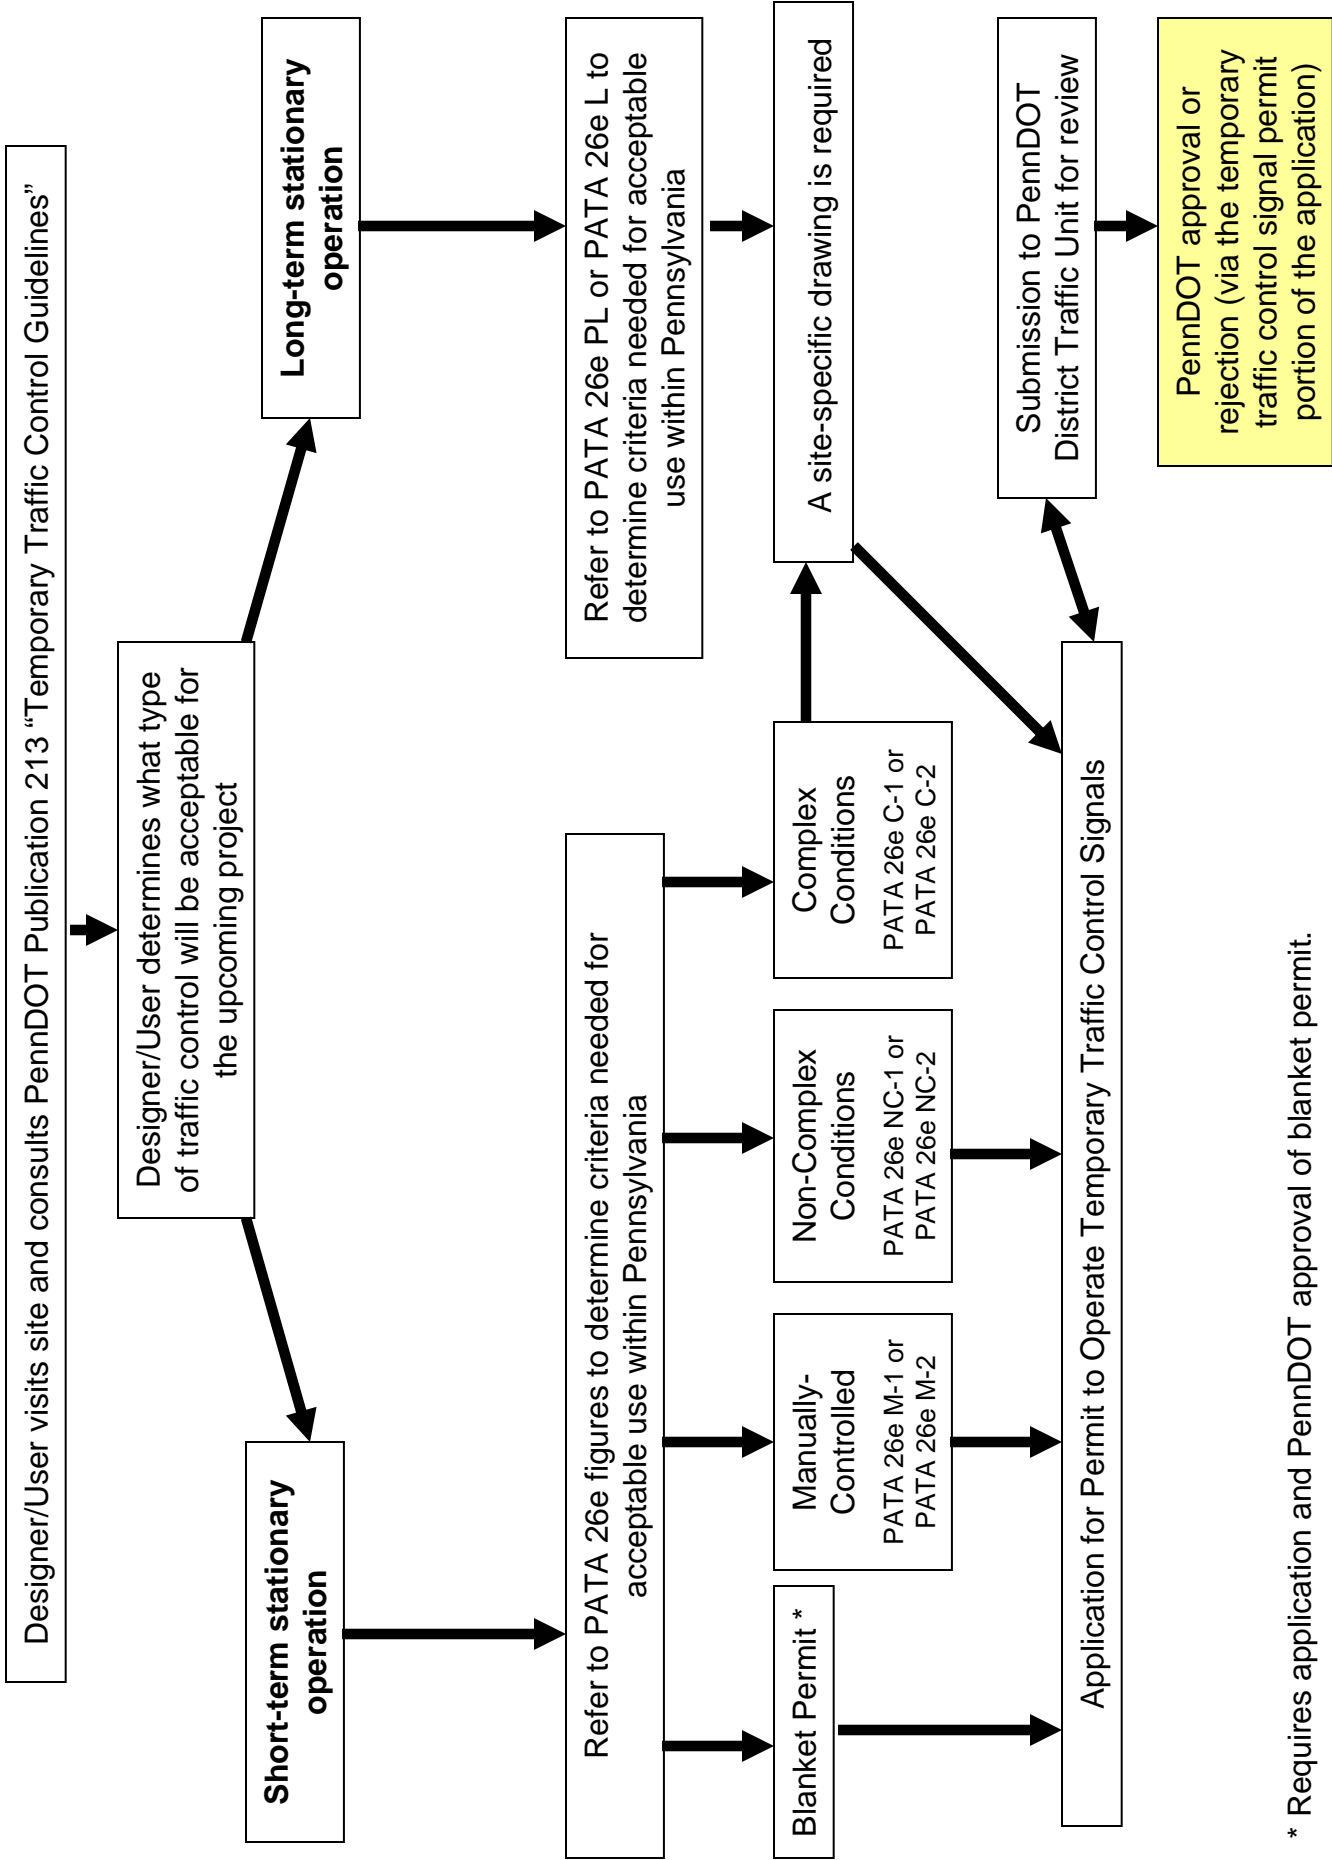 Designer/User visits site and consults PennDOT Publication 213 “Temporary Traffic Control Guidelines”
Designer/User determines what type
of traffic control will be acceptable for
the upcoming project
Short-term stationary
operation
Long-term stationary
operation
Refer to PATA 26e figures to determine criteria needed for
acceptable use within Pennsylvania
Refer to PATA 26e PL or PATA 26e L to
determine criteria needed for acceptable
use within Pennsylvania
Blanket Permit *
Manually-
Controlled
PATA 26e M-1 or
PATA 26e M-2
Non-Complex
Conditions
PATA 26e NC-1 or
PATA 26e NC-2
Complex
Conditions
PATA 26e C-1 or
PATA 26e C-2
A site-specific drawing is required
Application for Permit to Operate Temporary Traffic Control Signals
Submission to PennDOT
District Traffic Unit for review
PennDOT approval or
rejection (via the temporary
traffic control signal permit
portion of the application)
* Requires application and PennDOT approval of blanket permit.